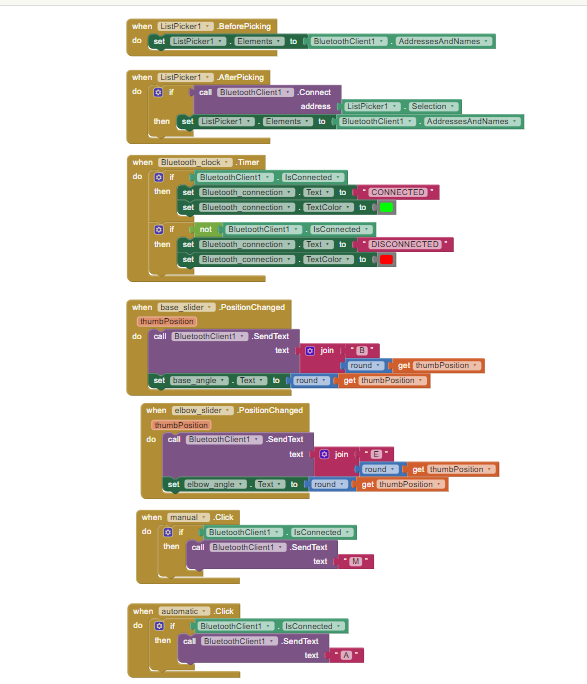 when ListPicker1 .BeforePicking
do set ListPicker1 . Elements to BluetoothClient1 . AddressesAndNames
when ListPicker1 .AfterPicking
do if call BluetoothClient1 .Connect
address ListPicker1 . Selection
then set ListPicker1 . Elements to BluetoothClient1 . AddressesAndNames
when Bluetooth_clock .Timer
do if BluetoothClient1 . IsConnected
then set Bluetooth_connection . Text to " CONNECTED "
set Bluetooth_connection . TextColor to
if not BluetoothClient1 . IsConnected
then set Bluetooth_connection . Text to " DISCONNECTED "
set Bluetooth_connection . TextColor to
when base_slider .PositionChanged
thumbPosition
do call BluetoothClient1 .SendText
text join " B "
round get thumbPosition
set base_angle . Text to round get thumbPosition
when elbow_slider .PositionChanged
thumbPosition
do call BluetoothClient1 .SendText
text join " E "
round get thumbPosition
set elbow_angle . Text to round get thumbPosition
when manual .Click
do if BluetoothClient1 . IsConnected
then call BluetoothClient1 .SendText
text " M "
when automatic .Click
do if BluetoothClient1 . IsConnected
then call BluetoothClient1 .SendText
text " A "